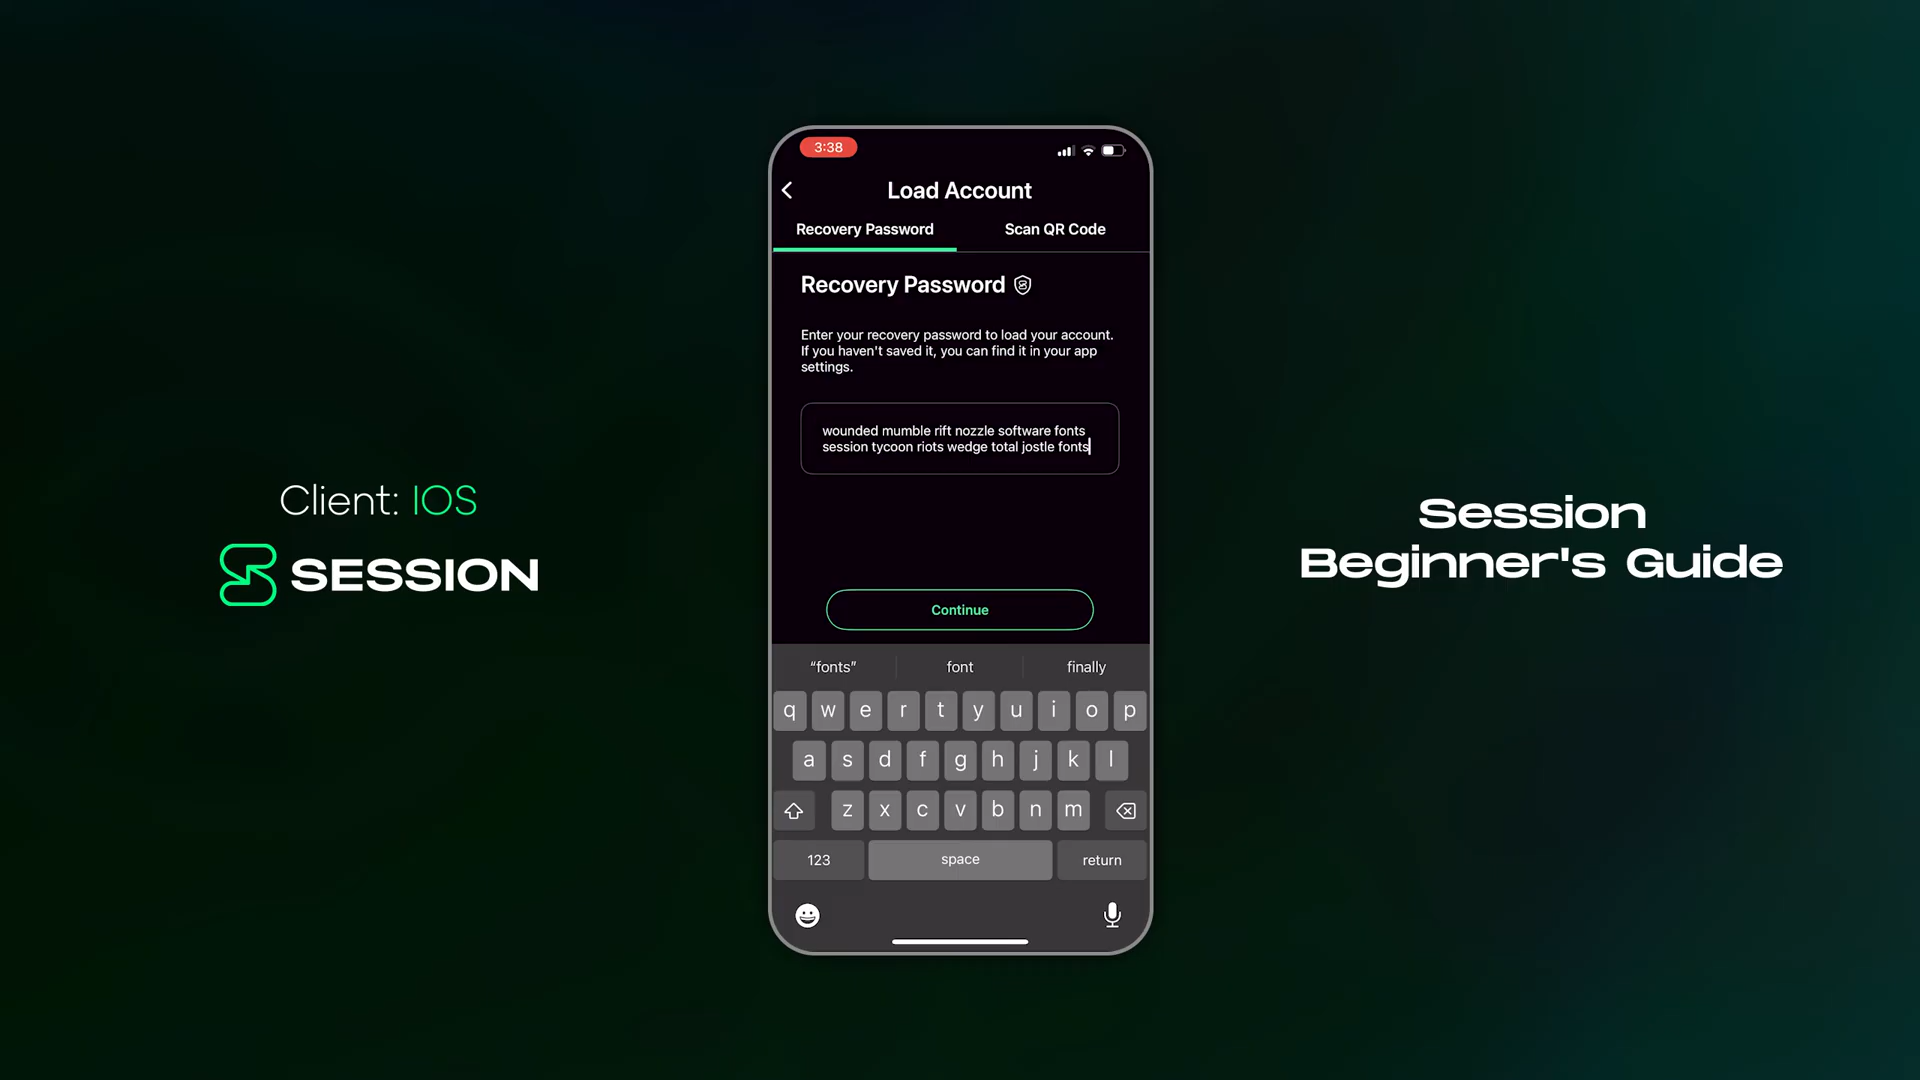 3:38
Load Account
Recovery Password
Scan QR Code
Recovery Password
Enter your recovery password to load your account.
If you haven't saved it, you can find it in your app
settings.
wounded mumble rift nozzle software fonts
session tycoon riots wedge total jostle fonts
Continue
“fonts”
font
finally
q w e r t y u i o p
a s d f g h j k l
z x c v b n m
123
space
return
Client: IOS
SESSION
Session
Beginner's Guide